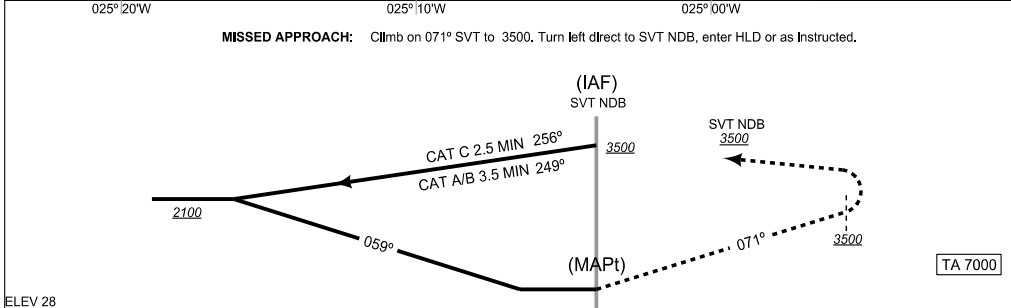 025º 20'W
025º 10'W
025º 00'W
MISSED APPROACH: Climb on 071º SVT to 3500. Turn left direct to SVT NDB, enter HLD or as Instructed.
(IAF)
SVT NDB
SVT NDB
3500
CAT C 2.5 MIN 256º
3500
CAT A/B 3.5 MIN 249º
2100
059º
071º
3500
(MAPt)
TA 7000
ELEV 28